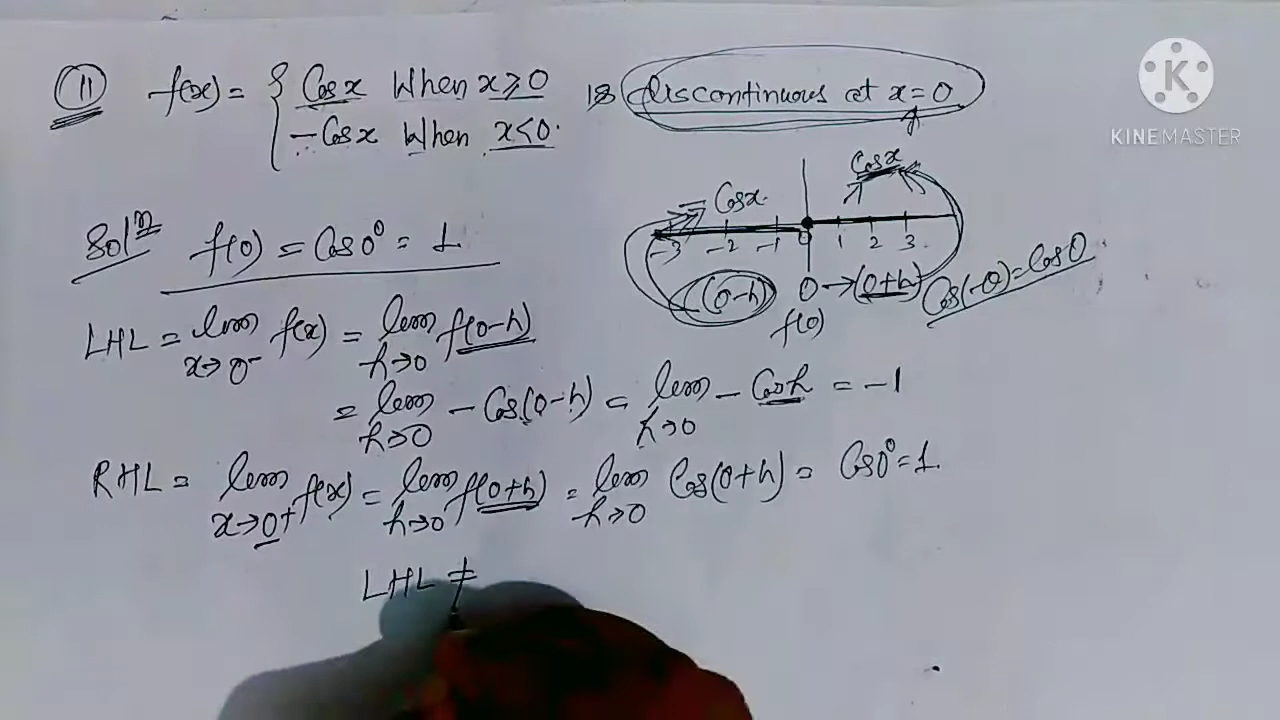 11 f(x) = { Cosx When x ≥ 0 is discontinuous at x = 0
- Cosx When x < 0.
Solⁿ f(0) = Cos0° = 1
- Cosx. Cosx
-3 -2 -1 0 1 2 3
(0-h) 0 → (0+h) Cos(-θ) = Cosθ
f(0)
LHL = lim x→0⁻ f(x) = lim h→0 f(0-h)
= lim h→0 - Cos(0-h) = lim h→0 - Cosh = -1
RHL = lim x→0+ f(x) = lim h→0 f(0+h) = lim h→0 Cos(0+h) = Cos0° = 1
LHL ≠
K
KINEMASTER